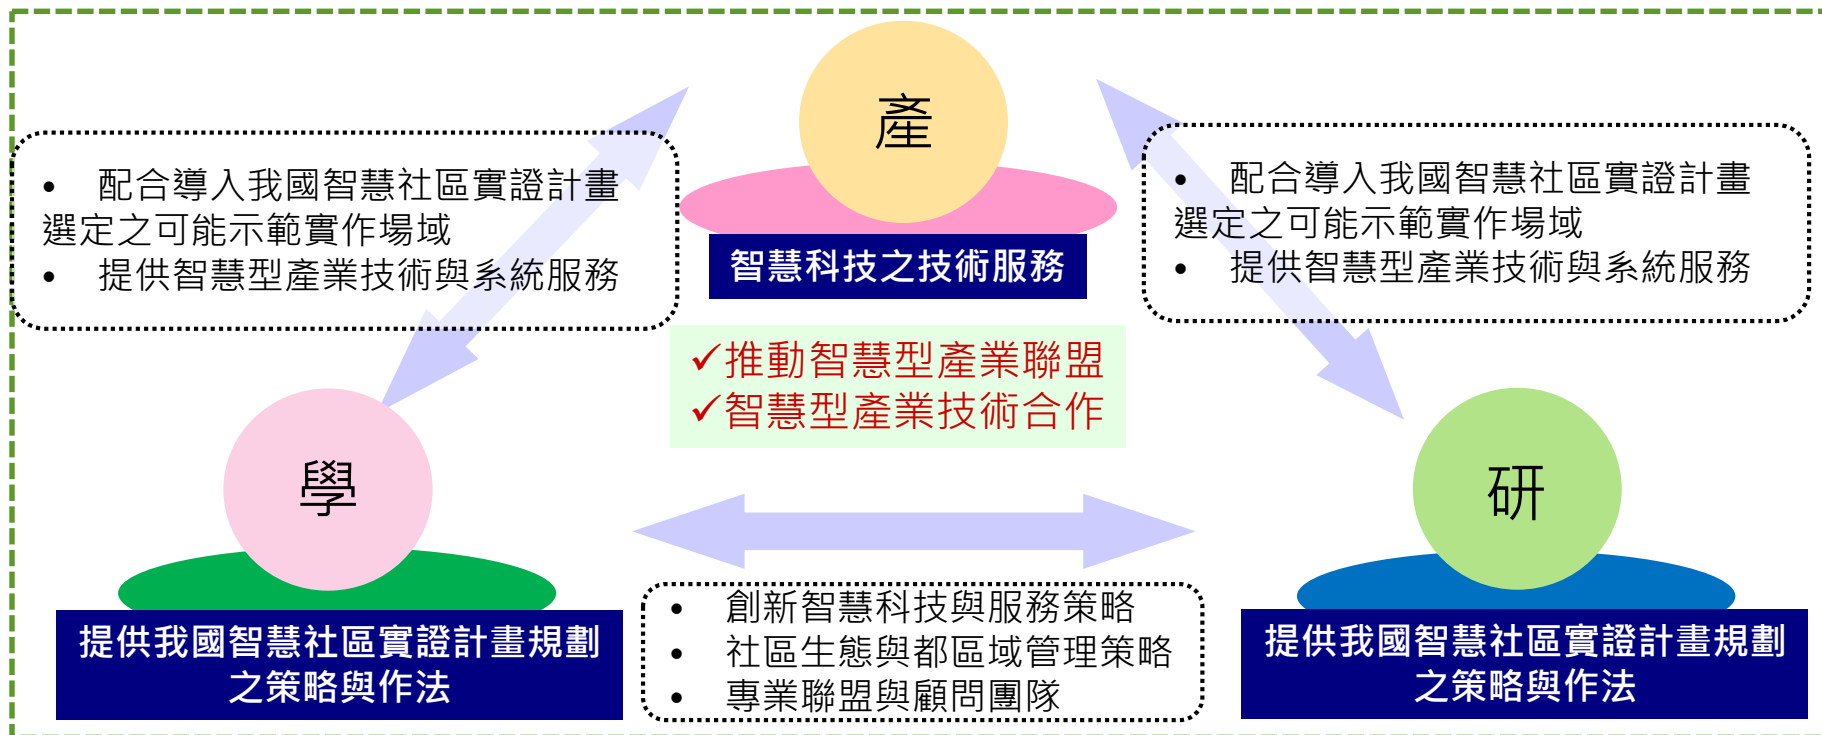 產
• 配合導入我國智慧社區實證計畫
選定之可能示範實作場域
• 提供智慧型產業技術與系統服務
• 配合導入我國智慧社區實證計畫
選定之可能示範實作場域
• 提供智慧型產業技術與系統服務
智慧科技之技術服務
✓推動智慧型產業聯盟
✓智慧型產業技術合作
學
研
提供我國智慧社區實證計畫規劃
之策略與作法
• 創新智慧科技與服務策略
• 社區生態與都區域管理策略
• 專業聯盟與顧問團隊
提供我國智慧社區實證計畫規劃
之策略與作法